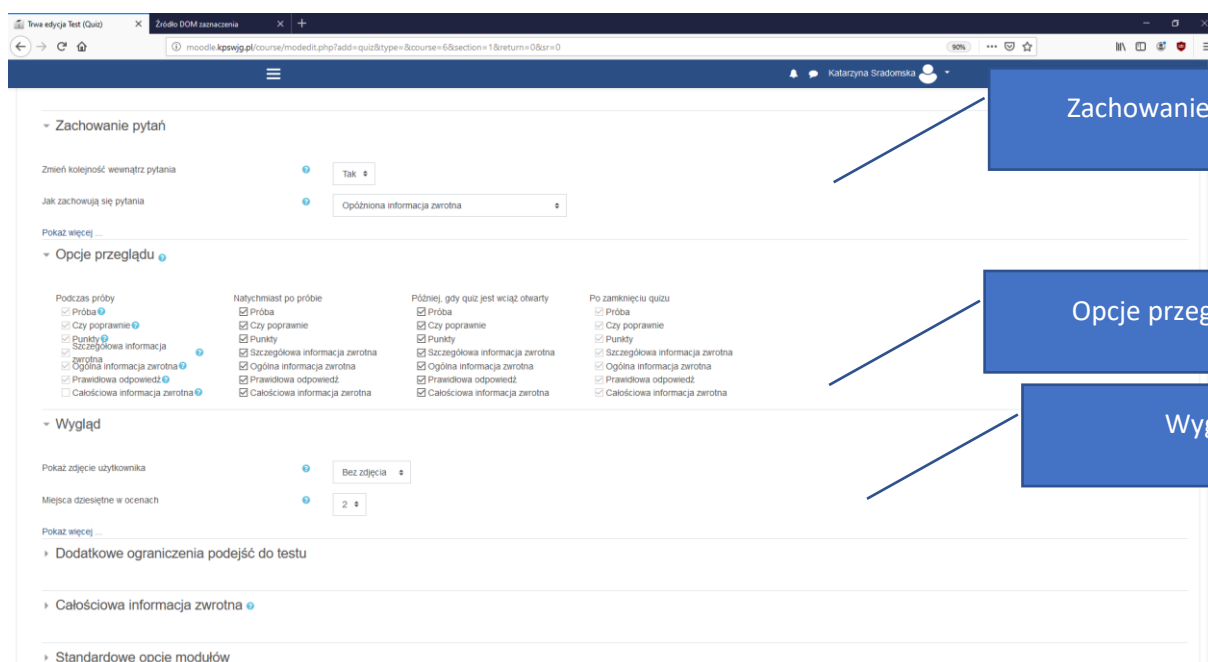 Trwa edycja Test (Quiz)
Źródło DOM zaznaczenia
moodle.kpswjg.pl/course/modedit.php?add=quiz&type=&course=6&section=1&return=0&sr=0
90%
Katarzyna Sradomska
Zachowanie pytań
Zachowanie
Zmień kolejność wewnątrz pytania
Tak
Jak zachowują się pytania
Opóźniona informacja zwrotna
Pokaż więcej ...
Opcje przeglądu
Podczas próby
Próba
Czy poprawnie
Punkty
Szczegółowa informacja
zwrotna
Ogólna informacja zwrotna
Prawidłowa odpowiedź
Całościowa informacja zwrotna
Natychmiast po próbie
Próba
Czy poprawnie
Punkty
Szczegółowa informacja zwrotna
Ogólna informacja zwrotna
Prawidłowa odpowiedź
Całościowa informacja zwrotna
Później, gdy quiz jest wciąż otwarty
Próba
Czy poprawnie
Punkty
Szczegółowa informacja zwrotna
Ogólna informacja zwrotna
Prawidłowa odpowiedź
Całościowa informacja zwrotna
Po zamknięciu quizu
Próba
Czy poprawnie
Punkty
Szczegółowa informacja zwrotna
Ogólna informacja zwrotna
Prawidłowa odpowiedź
Całościowa informacja zwrotna
Opcje przeg
Wygląd
Wyg
Pokaż zdjęcie użytkownika
Bez zdjęcia
Miejsca dziesiętne w ocenach
2
Pokaż więcej ...
Dodatkowe ograniczenia podejść do testu
Całościowa informacja zwrotna
Standardowe opcje modułów